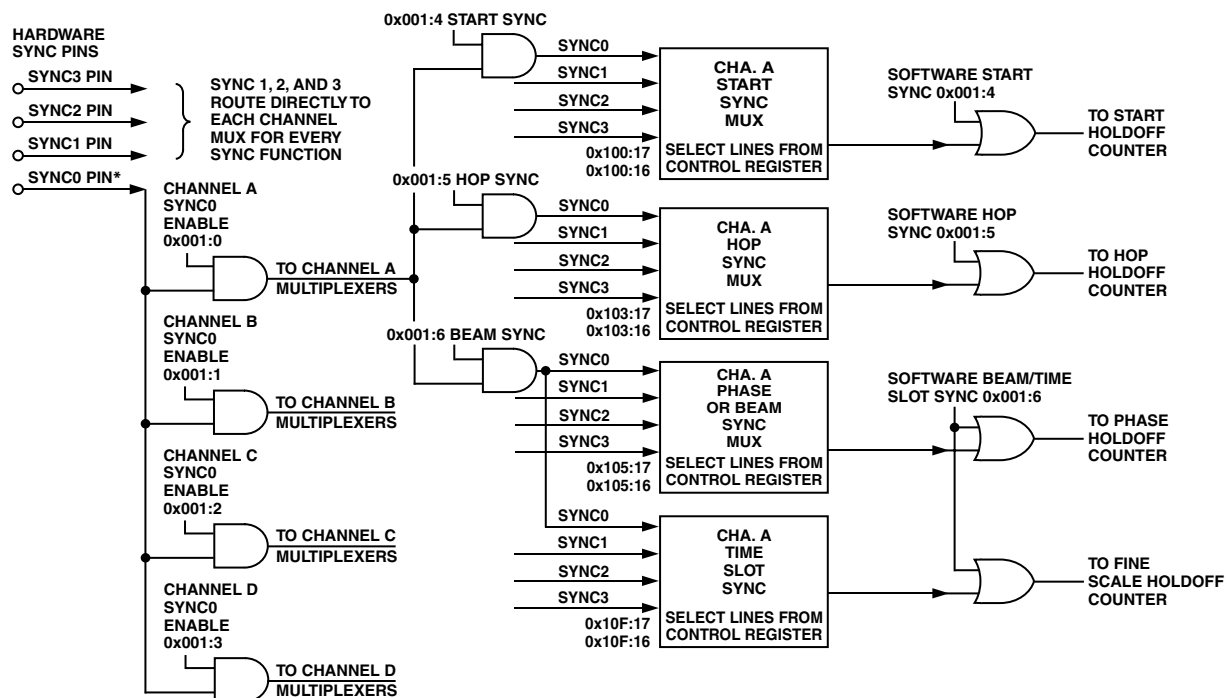 HARDWARE
SYNC PINS
SYNC3 PIN
SYNC2 PIN
SYNC1 PIN
SYNC0 PIN*
SYNC 1, 2, AND 3
ROUTE DIRECTLY TO
EACH CHANNEL
MUX FOR EVERY
SYNC FUNCTION
CHANNEL A
SYNC0
ENABLE
0x001:0
TO CHANNEL A
MULTIPLEXERS
CHANNEL B
SYNC0
ENABLE
0x001:1
TO CHANNEL B
MULTIPLEXERS
CHANNEL C
SYNC0
ENABLE
0x001:2
TO CHANNEL C
MULTIPLEXERS
CHANNEL D
SYNC0
ENABLE
0x001:3
TO CHANNEL D
MULTIPLEXERS
0x001:4 START SYNC
SYNC0
SYNC1
SYNC2
SYNC3
0x100:17
0x100:16
CHA. A
START
SYNC
MUX
SELECT LINES FROM
CONTROL REGISTER
SOFTWARE START
SYNC 0x001:4
TO START
HOLDOFF
COUNTER
0x001:5 HOP SYNC
SYNC0
SYNC1
SYNC2
SYNC3
0x103:17
0x103:16
CHA. A
HOP
SYNC
MUX
SELECT LINES FROM
CONTROL REGISTER
SOFTWARE HOP
SYNC 0x001:5
TO HOP
HOLDOFF
COUNTER
0x001:6 BEAM SYNC
SYNC0
SYNC1
SYNC2
SYNC3
0x105:17
0x105:16
CHA. A
PHASE
OR BEAM
SYNC
MUX
SELECT LINES FROM
CONTROL REGISTER
SOFTWARE BEAM/TIME
SLOT SYNC 0x001:6
TO PHASE
HOLDOFF
COUNTER
SYNC0
SYNC1
SYNC2
SYNC3
0x10F:17
0x10F:16
CHA. A
TIME
SLOT
SYNC
SELECT LINES FROM
CONTROL REGISTER
TO FINE
SCALE HOLDOFF
COUNTER